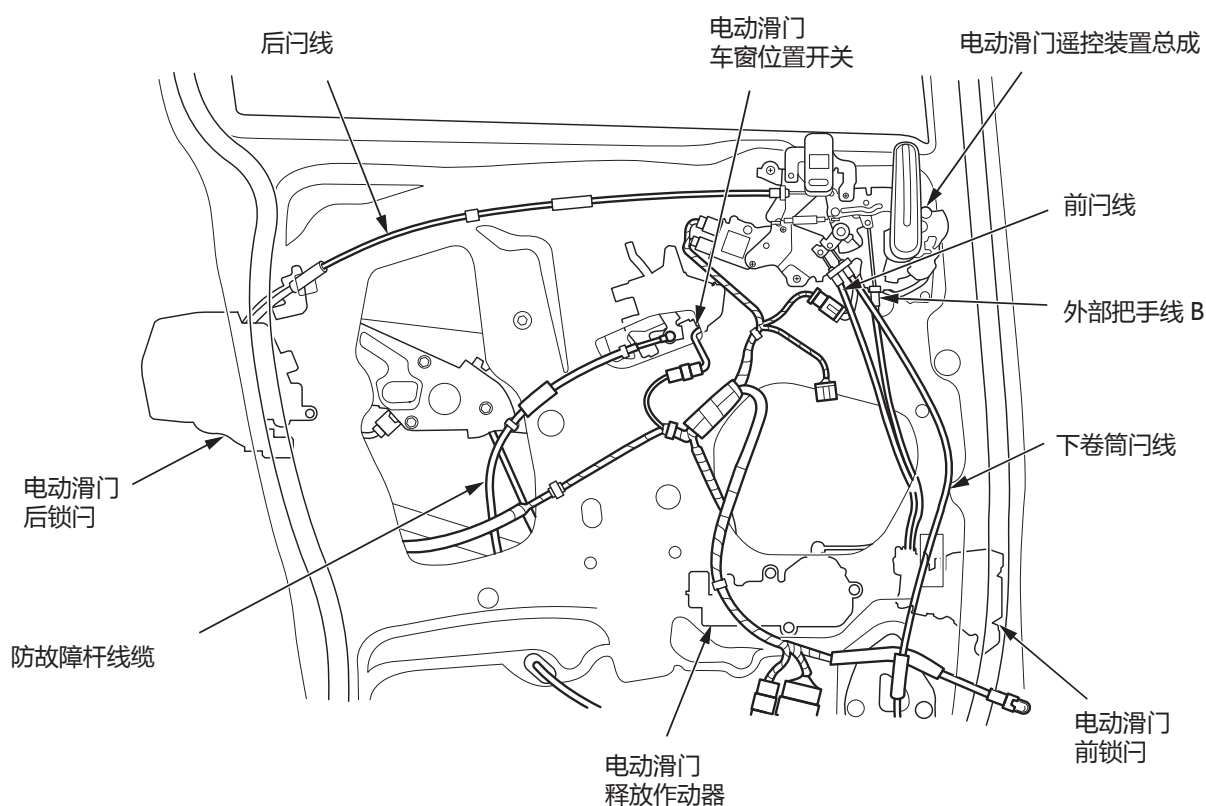 后闩线
电动滑门
车窗位置开关
电动滑门遥控装置总成
前闩线
外部把手线 B
下卷筒闩线
电动滑门
后锁闩
防故障杆线缆
电动滑门
前锁闩
电动滑门
释放作动器